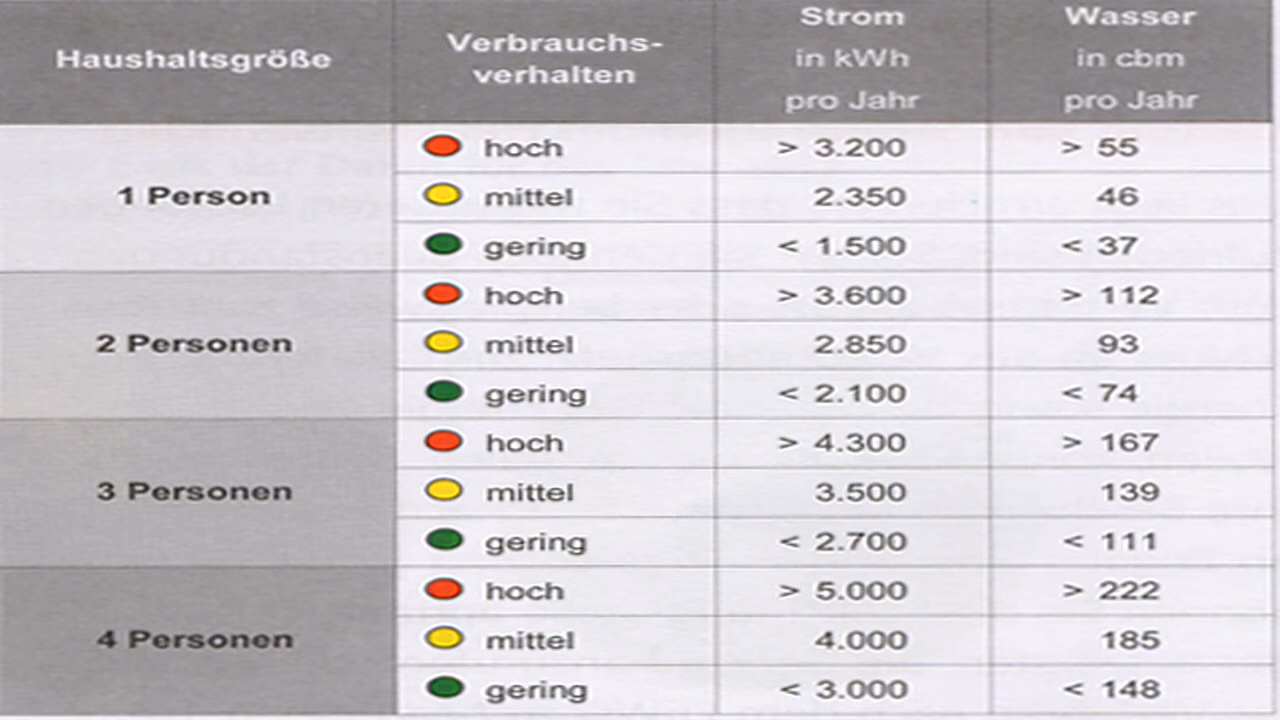 Haushaltsgröße
Verbrauchs-
verhalten
Strom
in kWh
pro Jahr
Wasser
in cbm
pro Jahr
1 Person
hoch > 3.200 > 55
mittel 2.350 46
gering < 1.500 < 37
2 Personen
hoch > 3.600 > 112
mittel 2.850 93
gering < 2.100 < 74
3 Personen
hoch > 4.300 > 167
mittel 3.500 139
gering < 2.700 < 111
4 Personen
hoch > 5.000 > 222
mittel 4.000 185
gering < 3.000 < 148